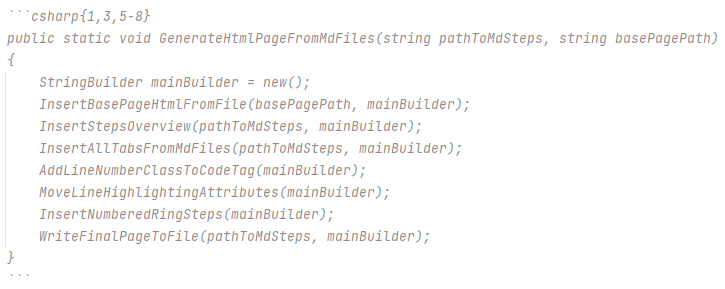 ```csharp{1,3,5-8}
public static void GenerateHtmlPageFromMdFiles(string pathToMdSteps, string basePagePath)
{
    StringBuilder mainBuilder = new();
    InsertBasePageHtmlFromFile(basePagePath, mainBuilder);
    InsertStepsOverview(pathToMdSteps, mainBuilder);
    InsertAllTabsFromMdFiles(pathToMdSteps, mainBuilder);
    AddLineNumberClassToCodeTag(mainBuilder);
    MoveLineHighlightingAttributes(mainBuilder);
    InsertNumberedRingSteps(mainBuilder);
    WriteFinalPageToFile(pathToMdSteps, mainBuilder);
}
```